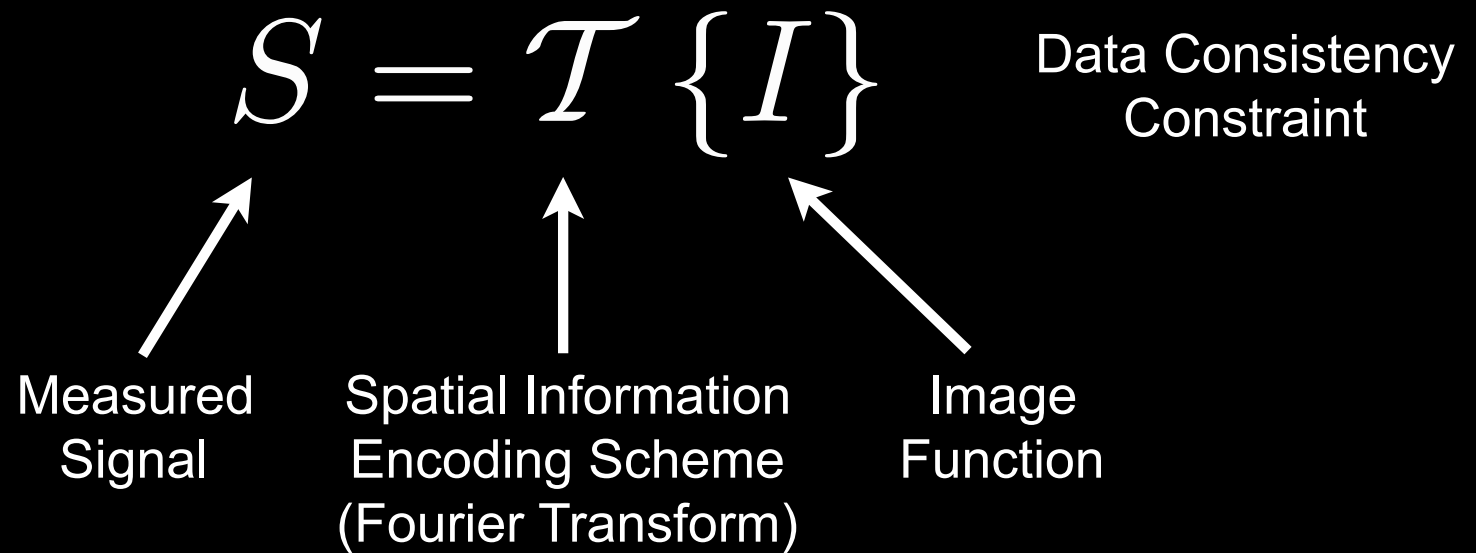 S = 𝒯 {I}
Data Consistency
Constraint
Measured
Signal
Spatial Information
Encoding Scheme
(Fourier Transform)
Image
Function